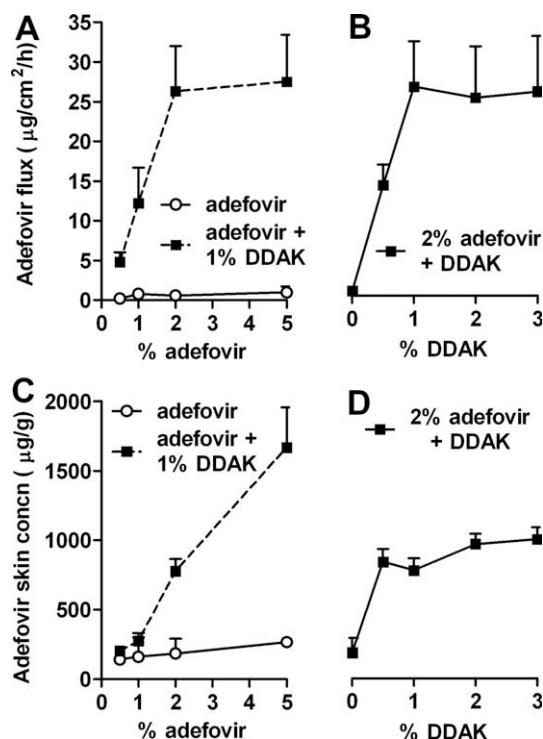 A
B
Adefovir flux ( μg/cm²/h)
35
30
25
20
15
10
5
0
adefovir
adefovir +
1% DDAK
2% adefovir
+ DDAK
0 1 2 3 4 5
0 1 2 3
% adefovir
% DDAK
C
D
Adefovir skin concn ( μg/g)
2000
1500
1000
500
0
adefovir
adefovir +
1% DDAK
2% adefovir
+ DDAK
0 1 2 3 4 5
0 1 2 3
% adefovir
% DDAK